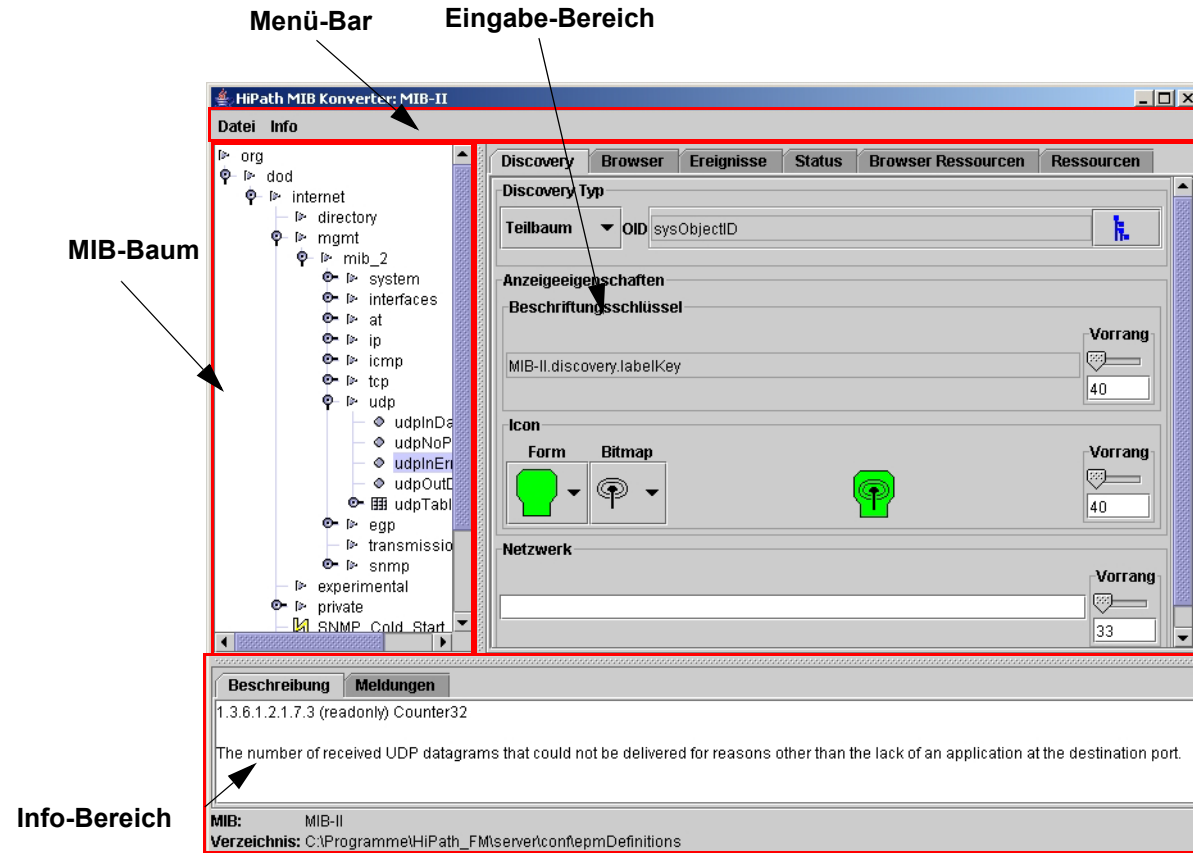 Menü-Bar
Eingabe-Bereich
HiPath MIB Konverter: MIB-II
Datei Info
MIB-Baum
org
dod
internet
directory
mgmt
mib_2
system
interfaces
at
ip
icmp
tcp
udp
udpInDa
udpNoP
udpInErr
udpOutD
udpTabl
egp
transmissio
snmp
experimental
private
SNMP_Cold_Start
Discovery Browser Ereignisse Status Browser Ressourcen Ressourcen
Discovery Typ
Teilbaum OID sysObjectID
Anzeigeeigenschaften
Beschriftungsschlüssel
Vorrang
MIB-II.discovery.labelKey
40
Icon
Form Bitmap
Vorrang
40
Netzwerk
Vorrang
33
Beschreibung Meldungen
1.3.6.1.2.1.7.3 (readonly) Counter32
The number of received UDP datagrams that could not be delivered for reasons other than the lack of an application at the destination port.
Info-Bereich
MIB: MIB-II
Verzeichnis: C:\Programme\HiPath_FM\server\conf\epmDefinitions